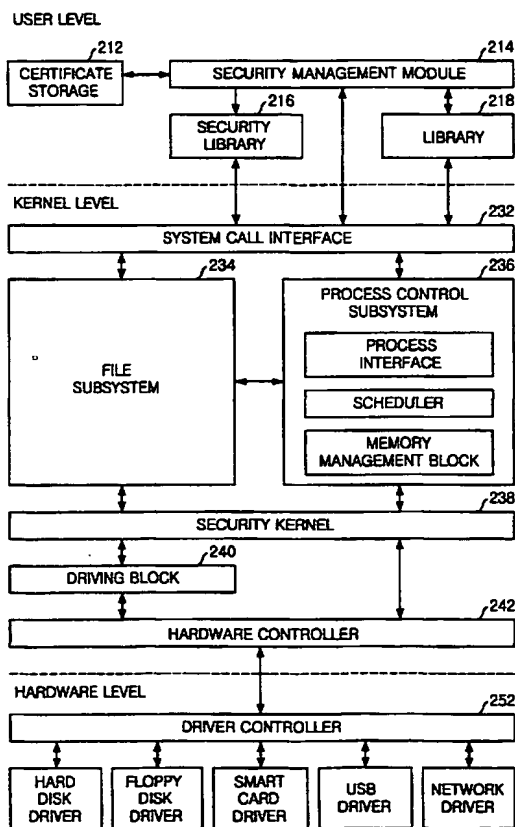 USER LEVEL
212
CERTIFICATE
STORAGE
214
SECURITY MANAGEMENT MODULE
216
SECURITY
LIBRARY
218
LIBRARY
KERNEL LEVEL
232
SYSTEM CALL INTERFACE
234
FILE
SUBSYSTEM
236
PROCESS CONTROL
SUBSYSTEM
PROCESS
INTERFACE
SCHEDULER
MEMORY
MANAGEMENT BLOCK
238
SECURITY KERNEL
240
DRIVING BLOCK
242
HARDWARE CONTROLLER
HARDWARE LEVEL
252
DRIVER CONTROLLER
HARD
DISK
DRIVER
FLOPPY
DISK
DRIVER
SMART
CARD
DRIVER
USB
DRIVER
NETWORK
DRIVER